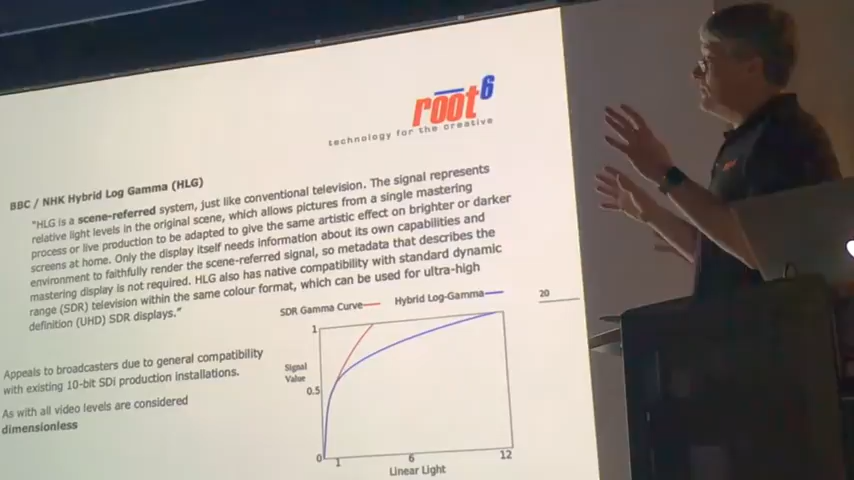 root6
technology for the creative
BBC / NHK Hybrid Log Gamma (HLG)
"HLG is a scene-referred system, just like conventional television. The signal represents
relative light levels in the original scene, which allows pictures from a single mastering
process or live production to be adapted to give the same artistic effect on brighter or darker
screens at home. Only the display itself needs information about its own capabilities and
environment to faithfully render the scene-referred signal, so metadata that describes the
mastering display is not required. HLG also has native compatibility with standard dynamic
range (SDR) television within the same colour format, which can be used for ultra-high
definition (UHD) SDR displays."
SDR Gamma Curve
Hybrid Log-Gamma
20
1
Signal
Value
0.5
0
1
6
12
Linear Light
Appeals to broadcasters due to general compatibility
with existing 10-bit SDI production installations.
As with all video levels are considered
dimensionless